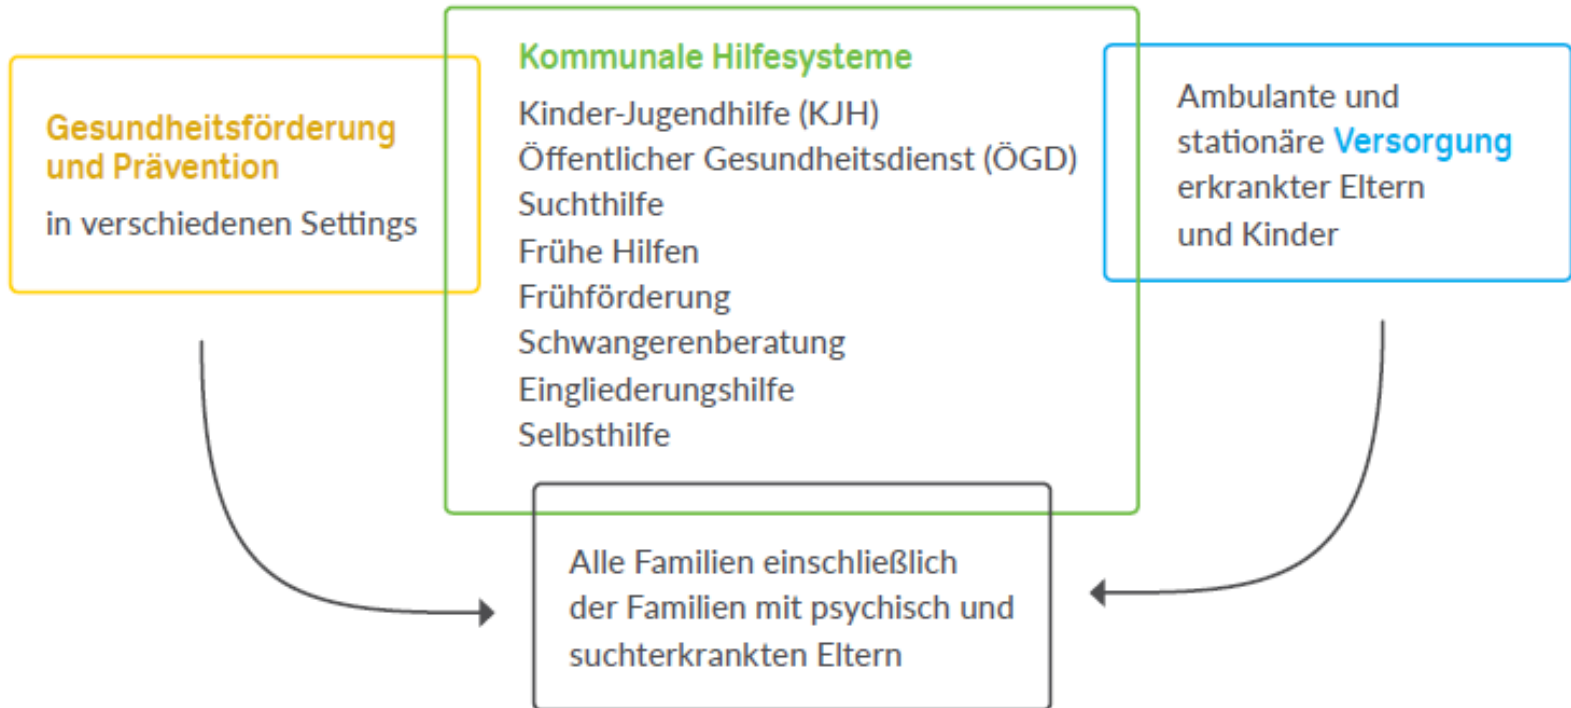 Gesundheitsförderung
und Prävention
in verschiedenen Settings
Kommunale Hilfesysteme
Kinder-Jugendhilfe (KJH)
Öffentlicher Gesundheitsdienst (ÖGD)
Suchthilfe
Frühe Hilfen
Frühförderung
Schwangerenberatung
Eingliederungshilfe
Selbsthilfe
Ambulante und
stationäre Versorgung
erkrankter Eltern
und Kinder
Alle Familien einschließlich
der Familien mit psychisch und
suchterkrankten Eltern